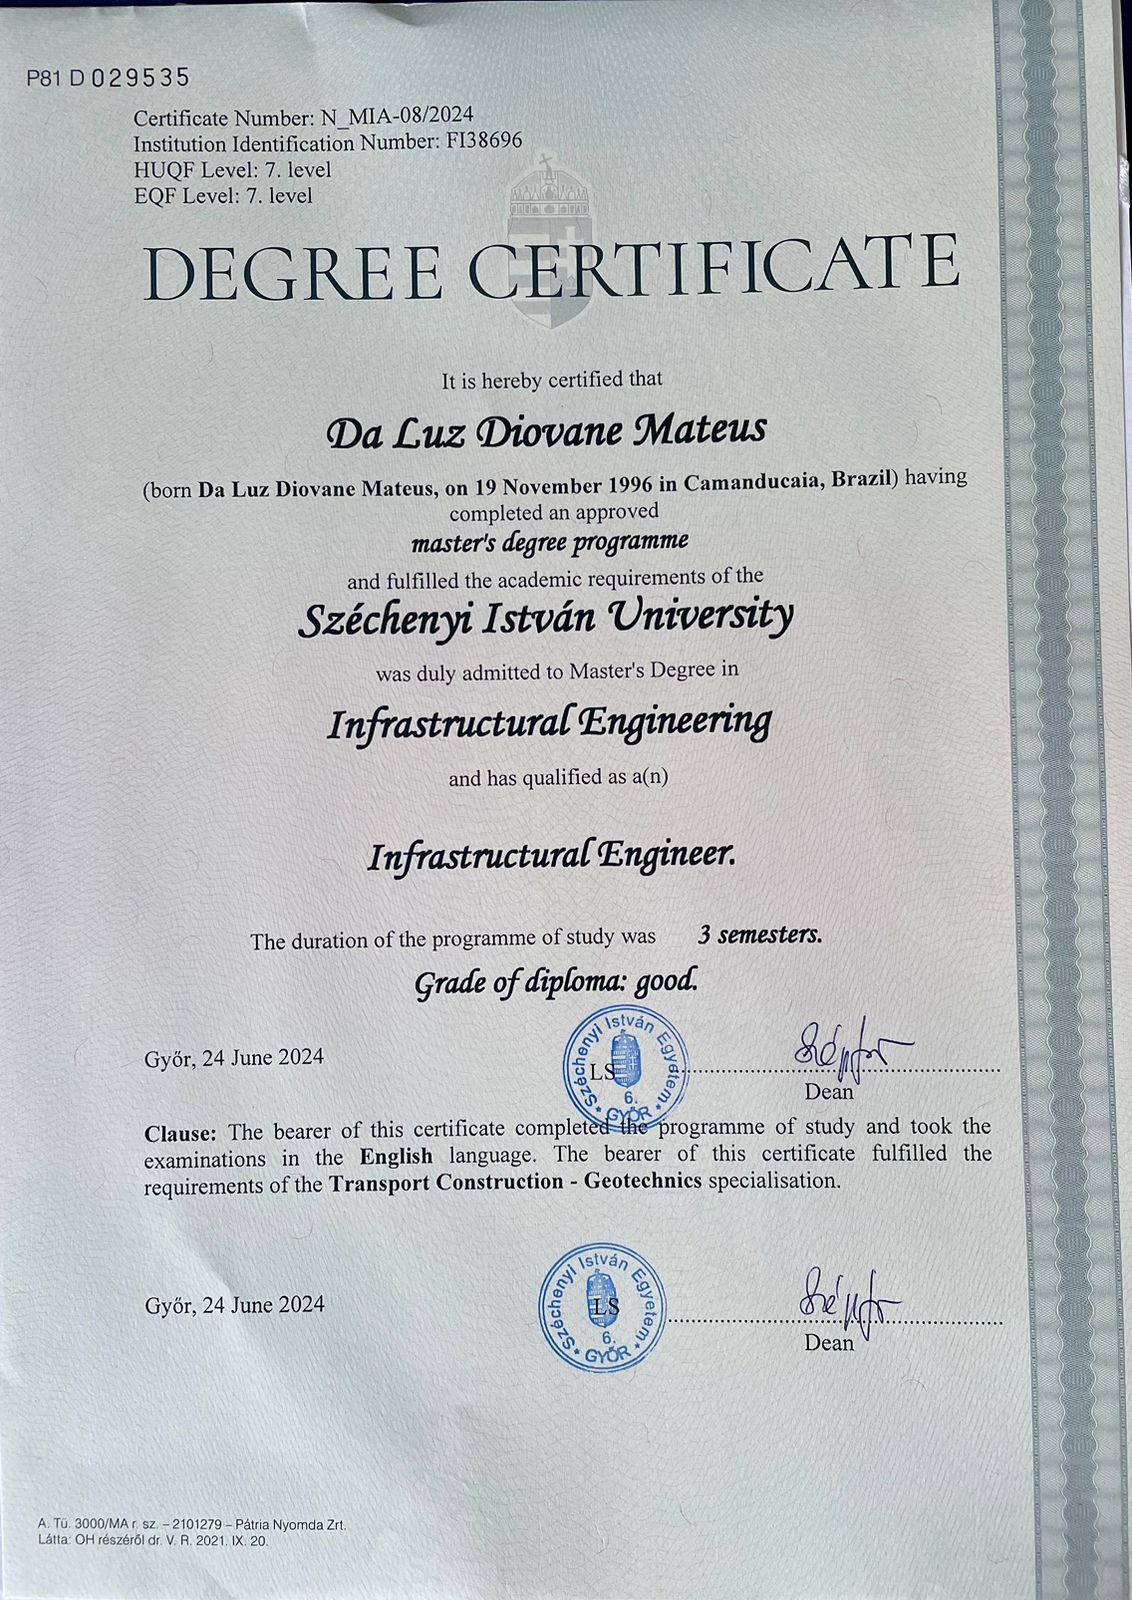 P81 D 029535
Certificate Number: N_MIA-08/2024
Institution Identification Number: FI38696
HUQF Level: 7. level
EQF Level: 7. level
DEGREE CERTIFICATE
It is hereby certified that
Da Luz Diovane Mateus
(born Da Luz Diovane Mateus, on 19 November 1996 in Camanducaia, Brazil) having
completed an approved
master's degree programme
and fulfilled the academic requirements of the
Széchenyi István University
was duly admitted to Master's Degree in
Infrastructural Engineering
and has qualified as a(n)
Infrastructural Engineer.
The duration of the programme of study was 3 semesters.
Grade of diploma: good.
Győr, 24 June 2024
LS
Széchenyi István Egyetem
6.
GYŐR
Dean
Clause: The bearer of this certificate completed the programme of study and took the
examinations in the English language. The bearer of this certificate fulfilled the
requirements of the Transport Construction - Geotechnics specialisation.
Győr, 24 June 2024
LS
Széchenyi István Egyetem
6.
GYŐR
Dean
A. Tü. 3000/MA r. sz. – 2101279 – Pátria Nyomda Zrt.
Látta: OH részéről dr. V. R. 2021. IX. 20.